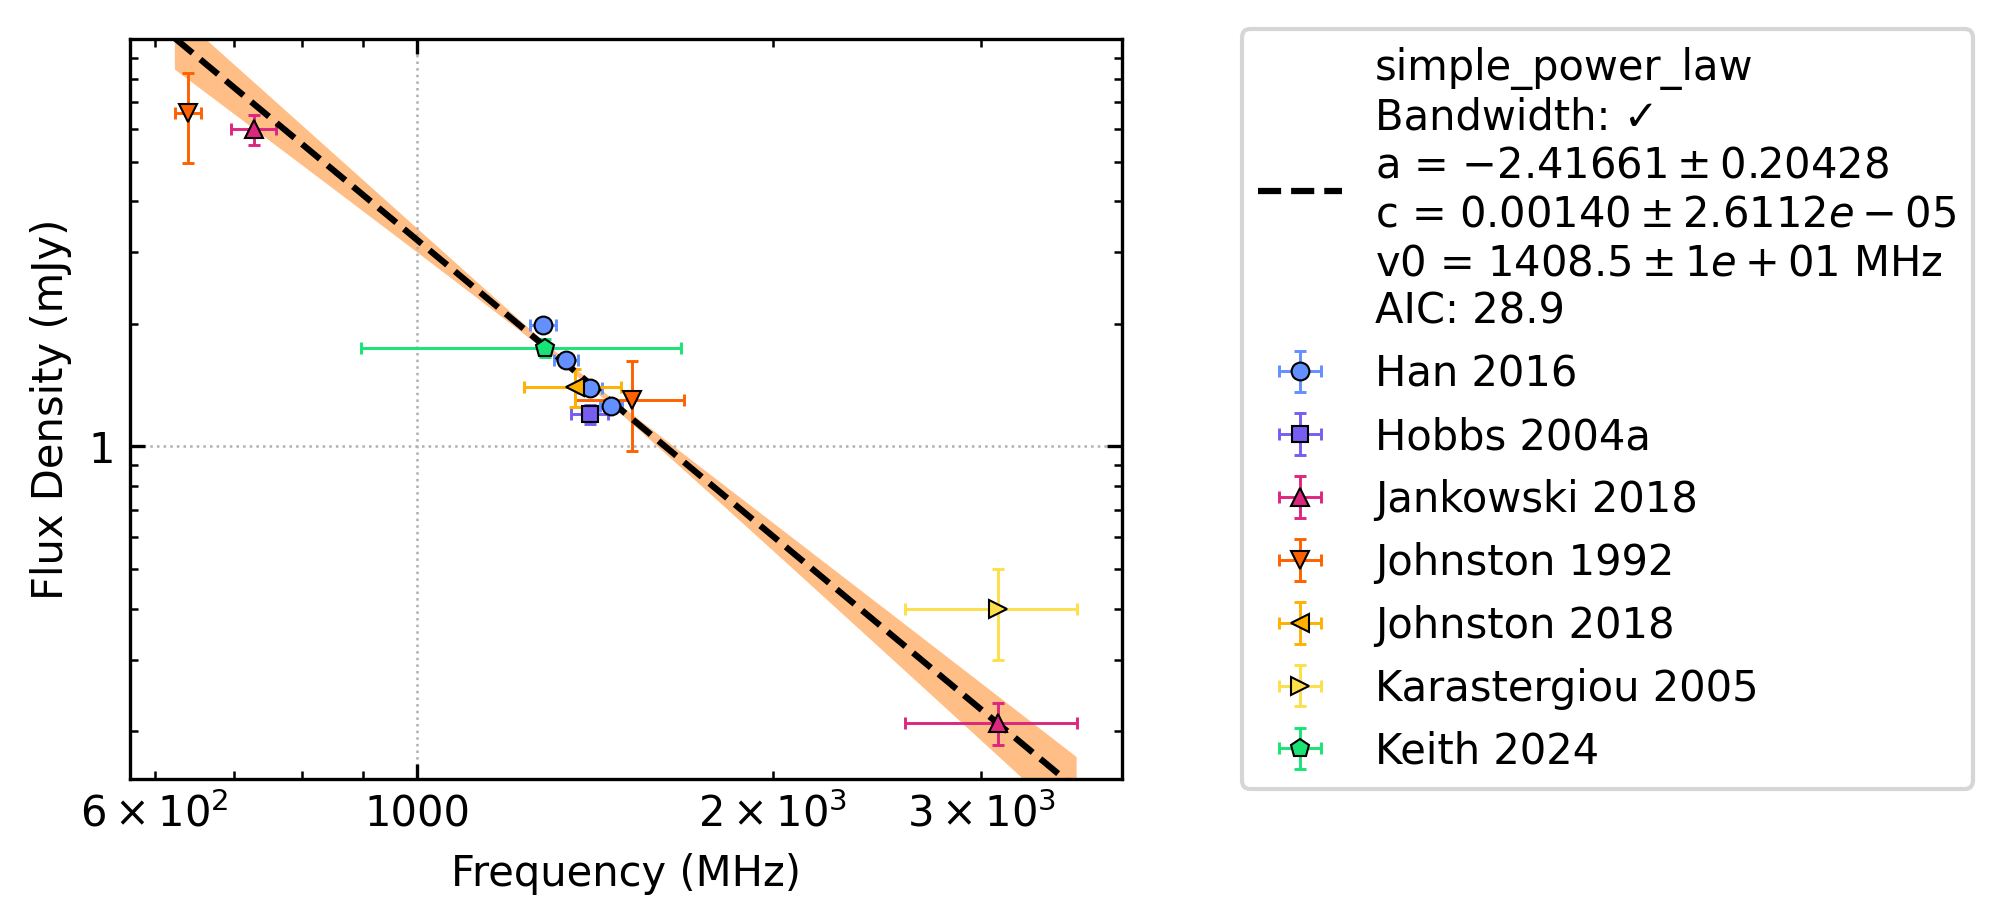 simple_power_law
Bandwidth: ✓
a = −2.41661 ± 0.20428
c = 0.00140 ± 2.6112e − 05
v0 = 1408.5 ± 1e + 01 MHz
AIC: 28.9
Han 2016
Hobbs 2004a
Jankowski 2018
Johnston 1992
Johnston 2018
Karastergiou 2005
Keith 2024
Flux Density (mJy)
1
6 × 10² 1000 2 × 10³ 3 × 10³
Frequency (MHz)